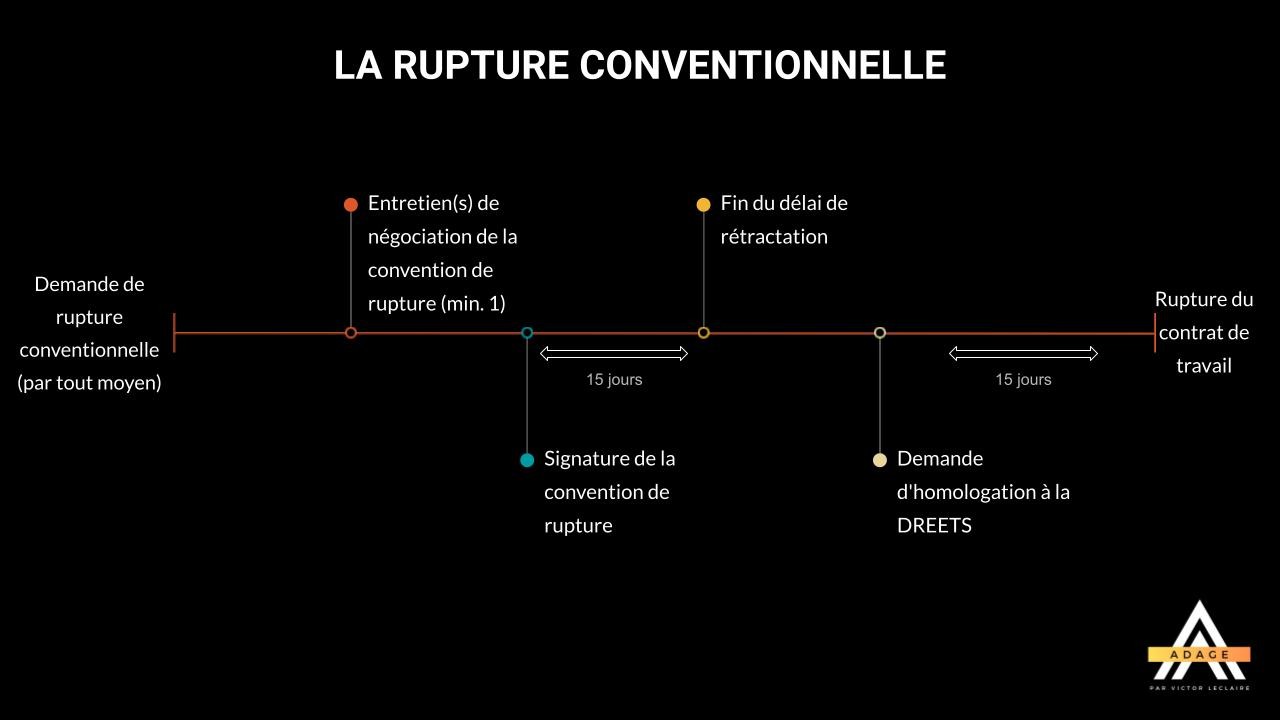 LA RUPTURE CONVENTIONNELLE
Demande de
rupture
conventionnelle
(par tout moyen)
Entretien(s) de
négociation de la
convention de
rupture (min. 1)
Signature de la
convention de
rupture
15 jours
Fin du délai de
rétractation
Demande
d'homologation à la
DREETS
15 jours
Rupture du
contrat de
travail
ADAGE
PAR VICTOR LECLAIRE